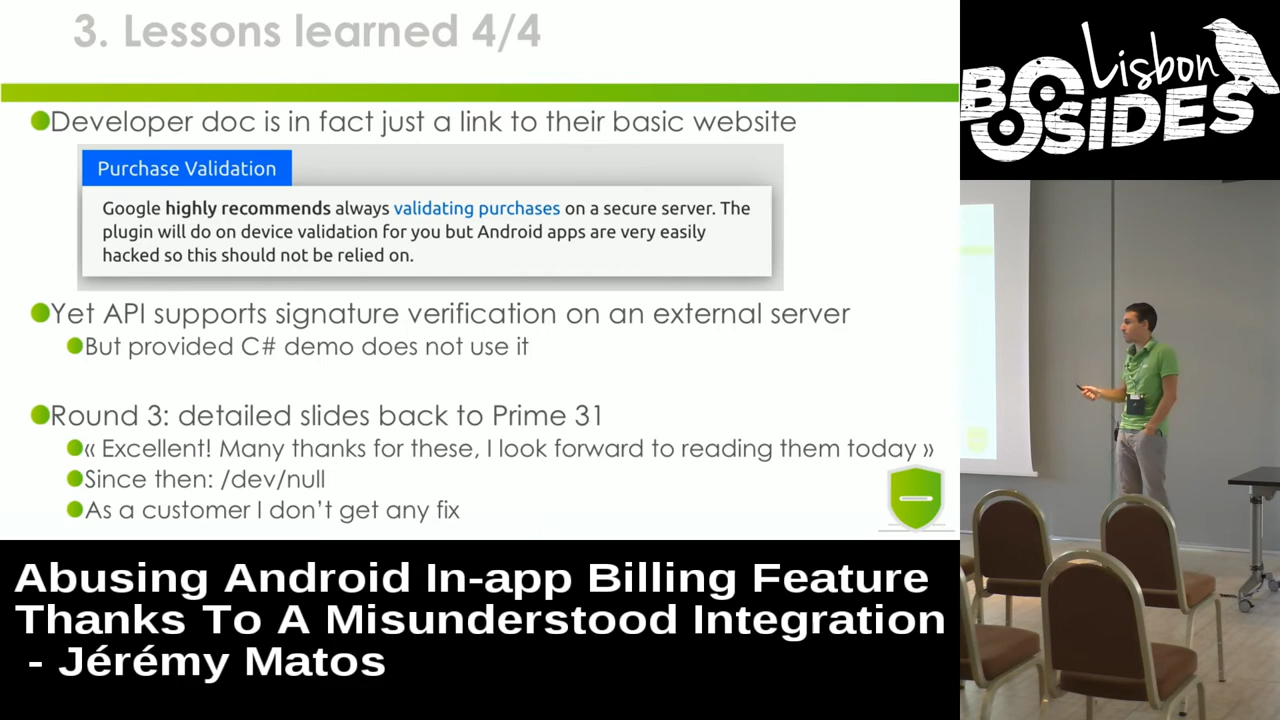 3. Lessons learned 4/4
Developer doc is in fact just a link to their basic website
Purchase Validation
Google highly recommends always validating purchases on a secure server. The
plugin will do on device validation for you but Android apps are very easily
hacked so this should not be relied on.
Yet API supports signature verification on an external server
But provided C# demo does not use it
Round 3: detailed slides back to Prime 31
« Excellent! Many thanks for these, I look forward to reading them today »
Since then: /dev/null
As a customer I don't get any fix
Lisbon
BSIDES
Abusing Android In-app Billing Feature
Thanks To A Misunderstood Integration
- Jérémy Matos